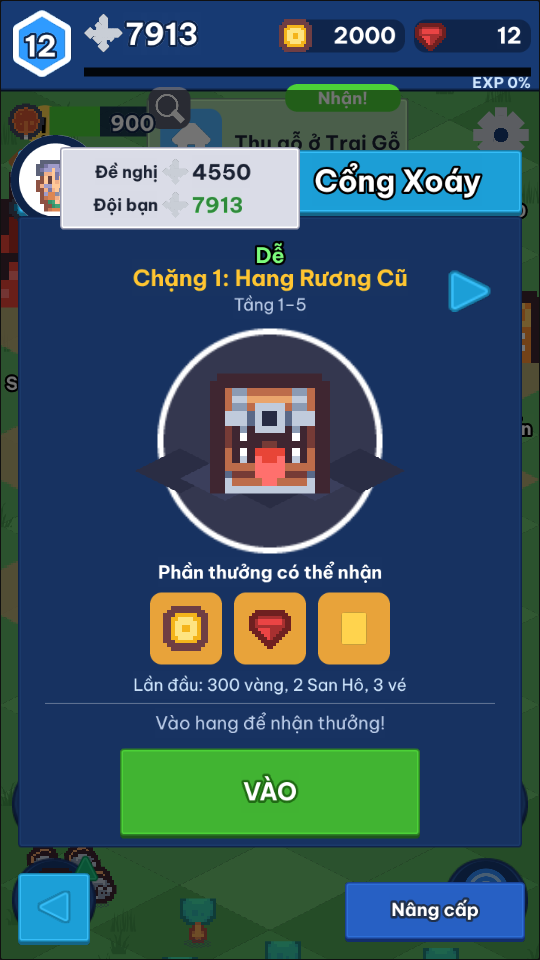 12
7913
2000
12
EXP 0%
900
Nhận!
Thu gỗ ở Trại Gỗ
Đề nghị 4550
Đội bạn 7913
Cổng Xoáy
Dễ
Chặng 1: Hang Rương Cũ
Tầng 1-5
Phần thưởng có thể nhận
Lần đầu: 300 vàng, 2 San Hô, 3 vé
Vào hang để nhận thưởng!
VÀO
Nâng cấp